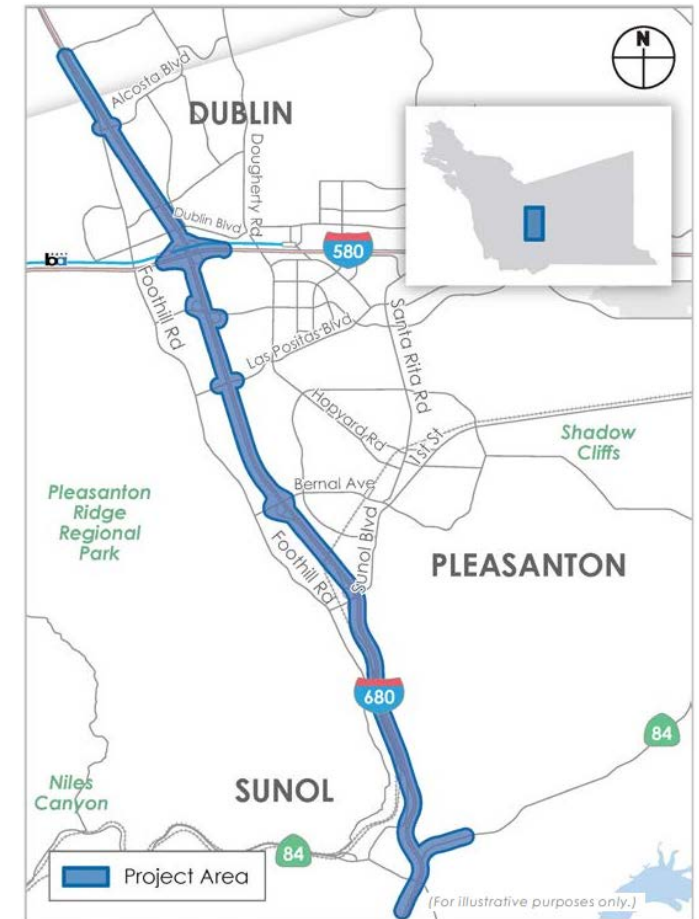 N
Alcosta Blvd
DUBLIN
Dougherty Rd
Dublin Blvd
580
Foothill Rd
Las Positas Blvd
Santa Rita Rd
Hopyard Rd
1st St
Shadow
Cliffs
Bernal Ave
Pleasanton
Ridge
Regional
Park
Foothill Rd
Sunol Blvd
PLEASANTON
680
84
SUNOL
Niles
Canyon
84
Project Area
(For illustrative purposes only.)